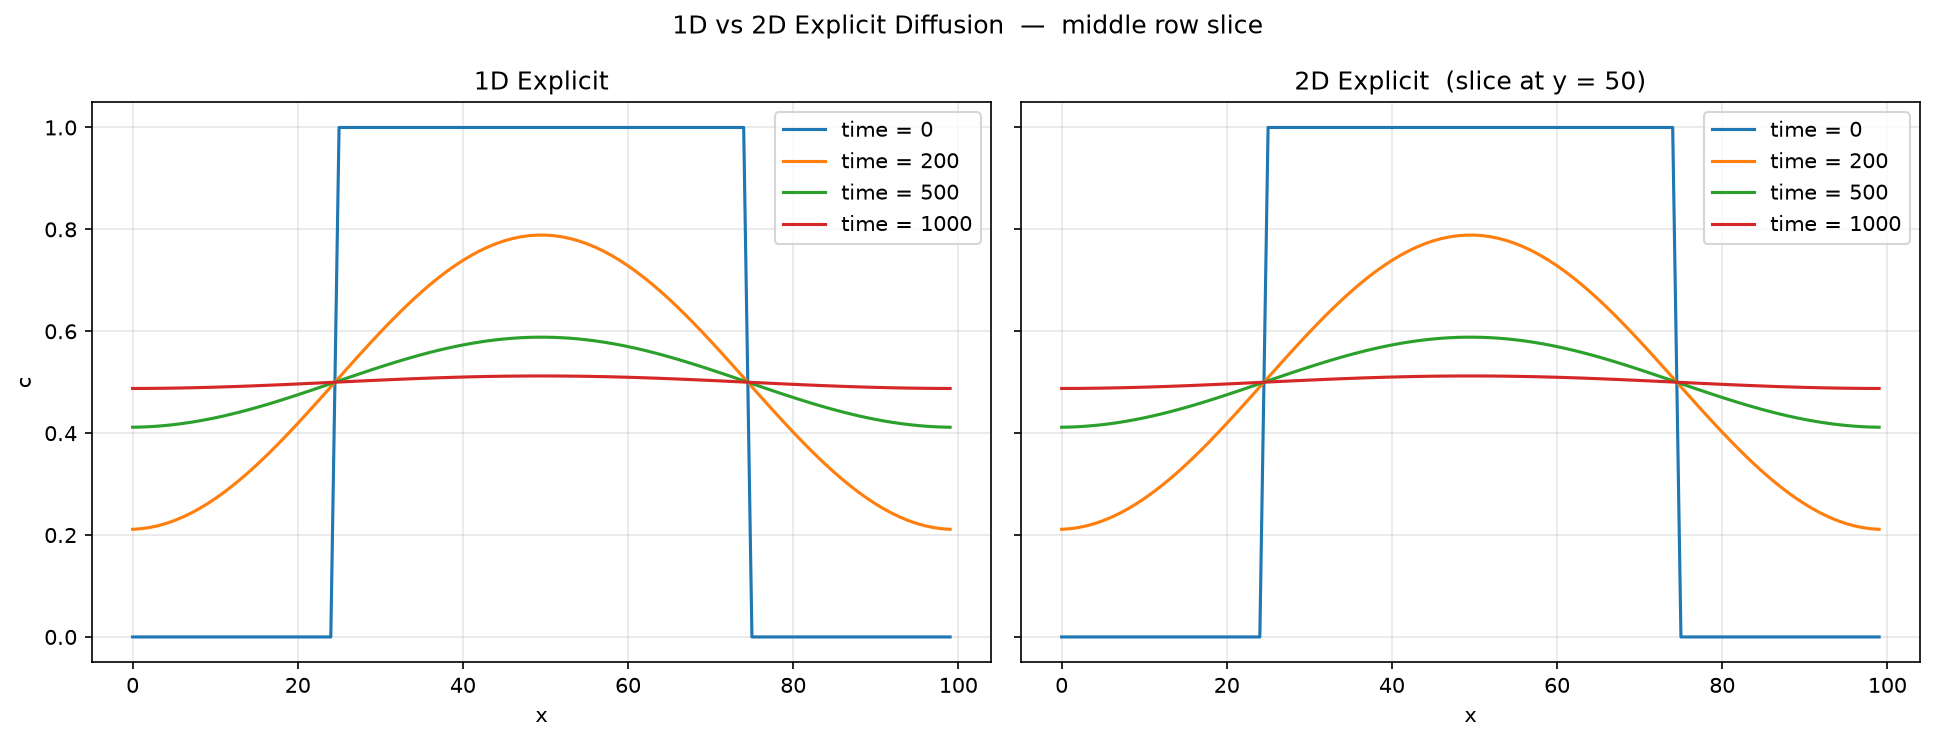 1D vs 2D Explicit Diffusion — middle row slice
1D Explicit
time = 0
time = 200
time = 500
time = 1000
1.0
0.8
0.6
0.4
0.2
0.0
c
0 20 40 60 80 100
x
2D Explicit (slice at y = 50)
time = 0
time = 200
time = 500
time = 1000
0 20 40 60 80 100
x